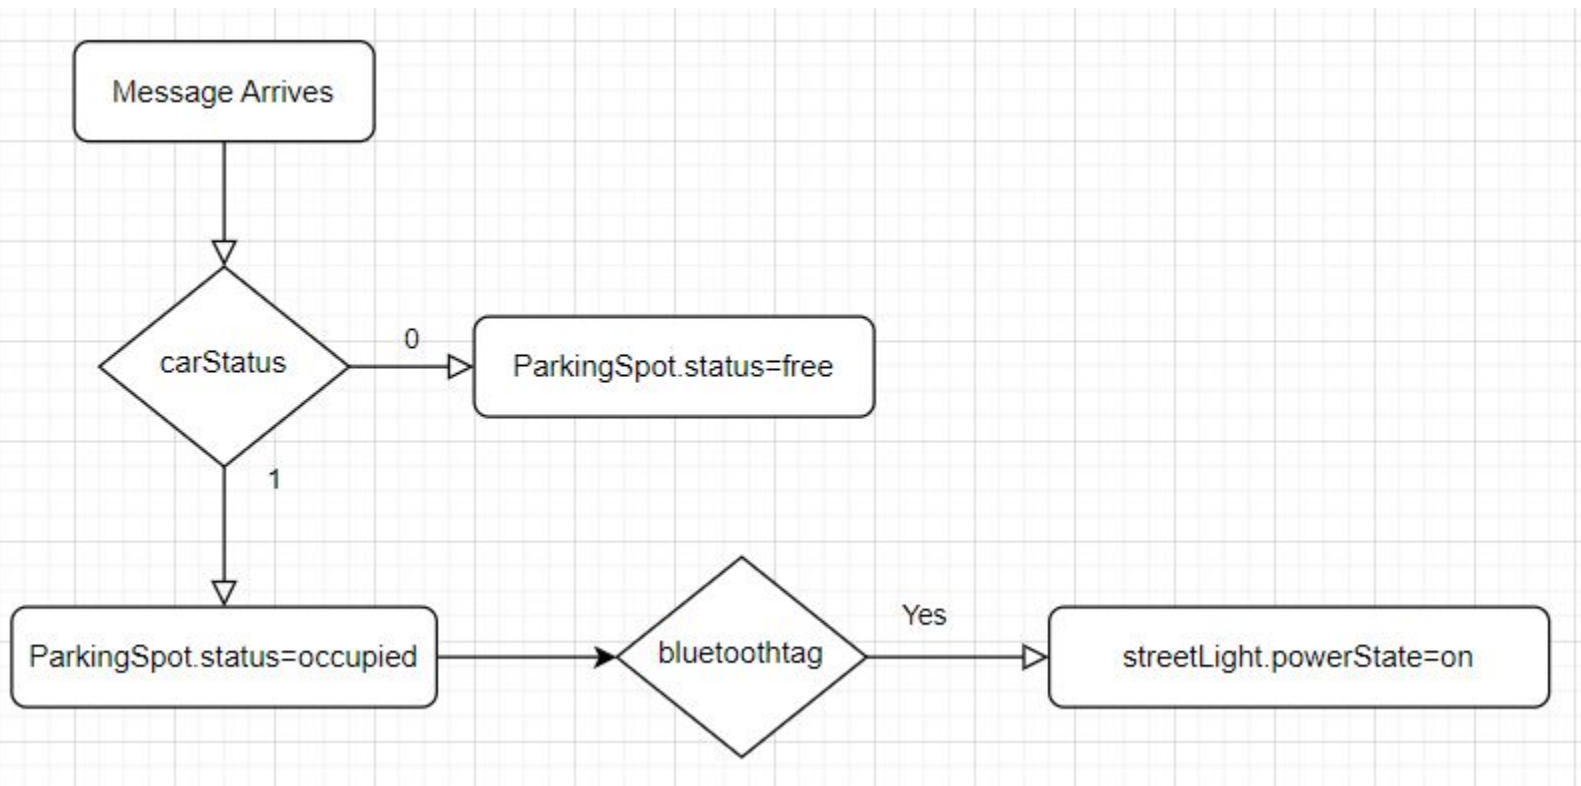 Message Arrives
carStatus
0
ParkingSpot.status=free
1
ParkingSpot.status=occupied
bluetoothtag
Yes
streetLight.powerState=on